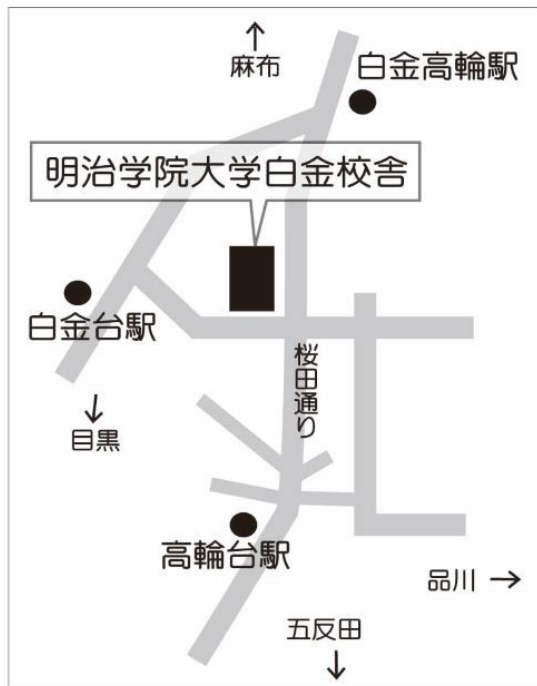 ↑
麻布
白金高輪駅
明治学院大学白金校舎
白金台駅
桜田通り
↓
目黒
高輪台駅
品川 →
五反田
↓